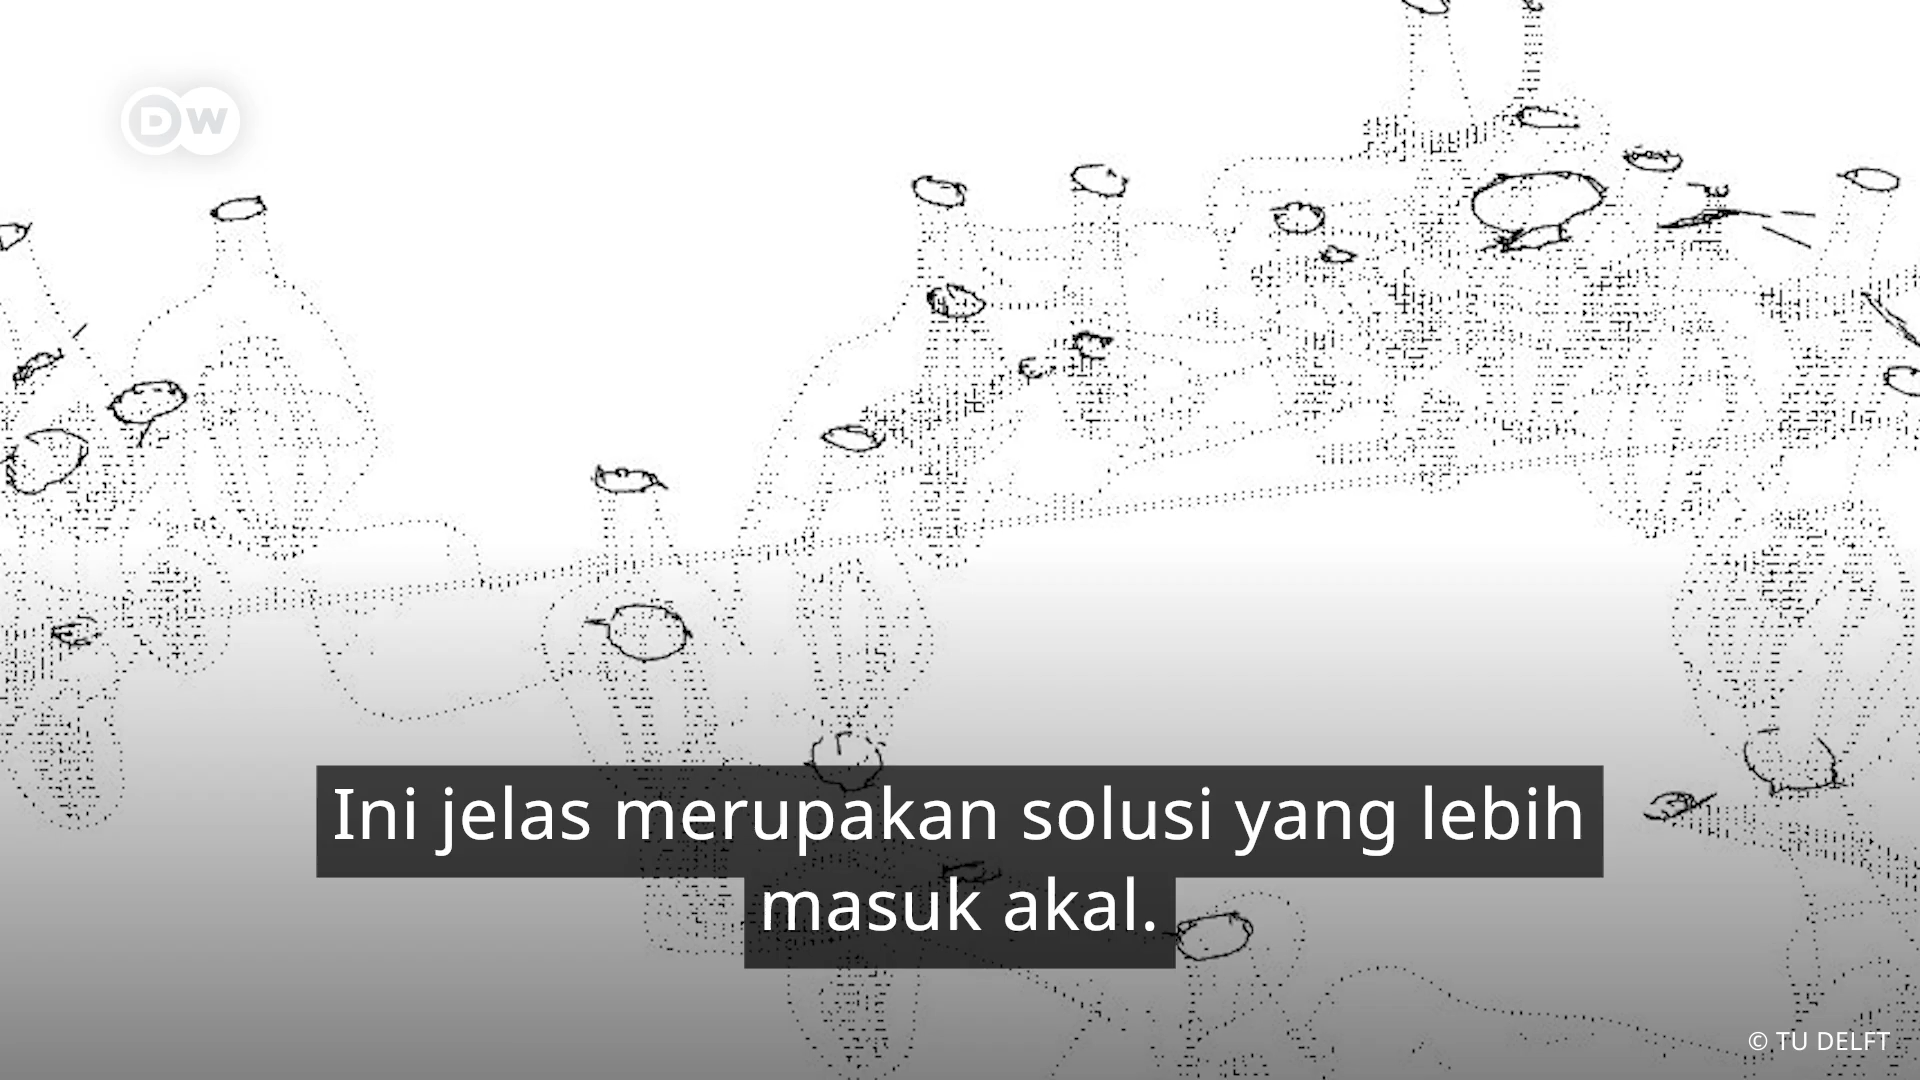 DW
Ini jelas merupakan solusi yang lebih
masuk akal.
© TU DELFT